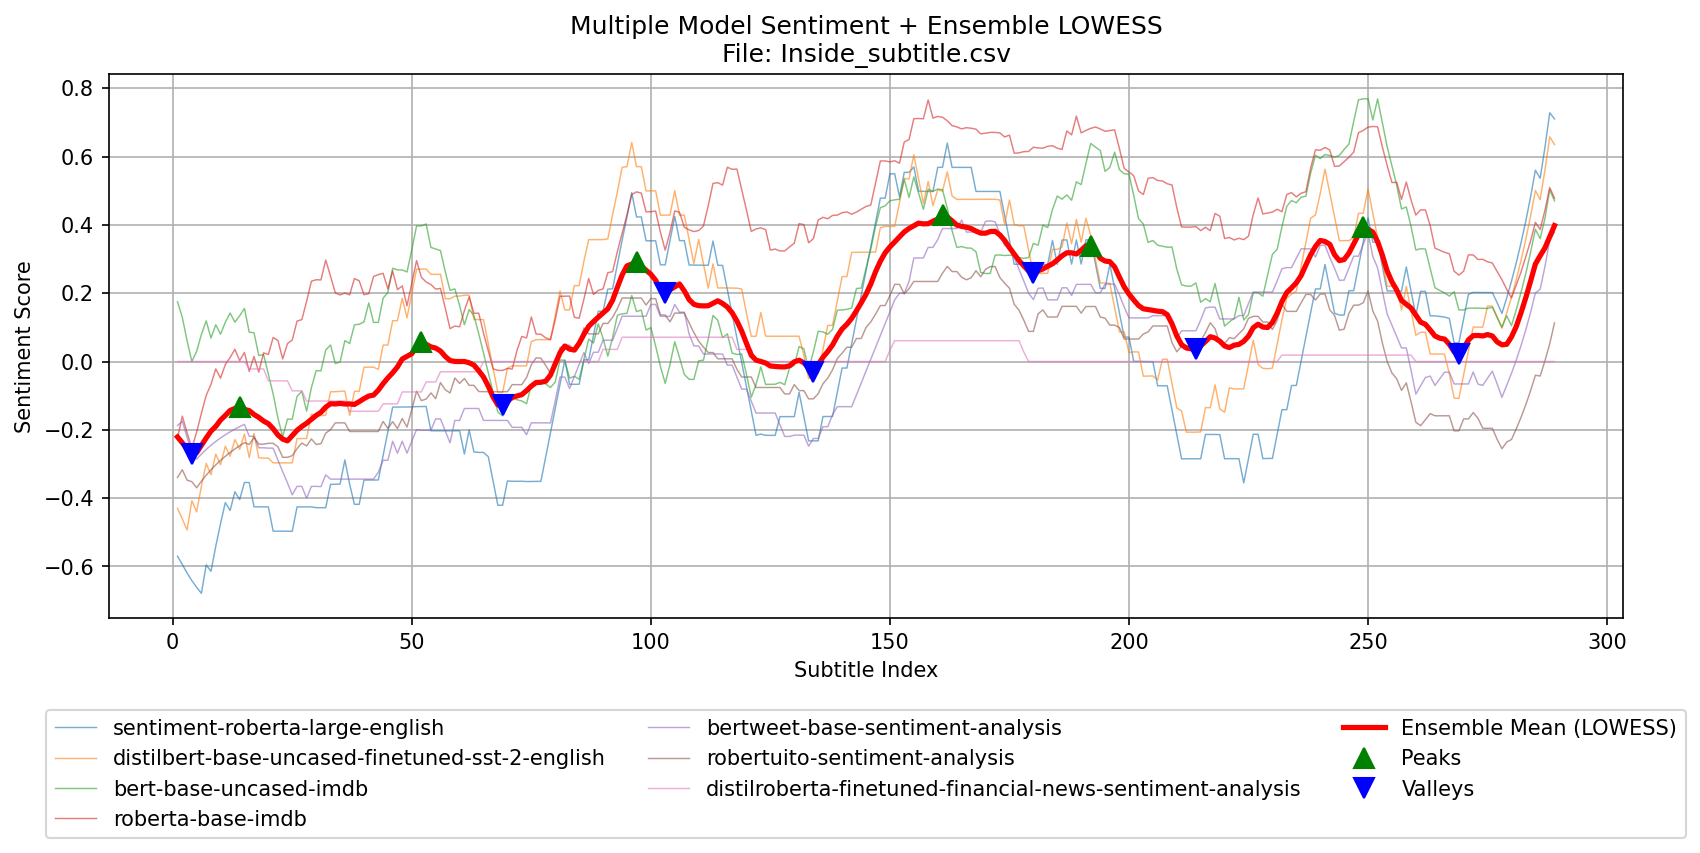 Multiple Model Sentiment + Ensemble LOWESS
File: Inside_subtitle.csv
Sentiment Score
0.8
0.6
0.4
0.2
0.0
−0.2
−0.4
−0.6
0
50
100
150
200
250
300
Subtitle Index
sentiment-roberta-large-english
distilbert-base-uncased-finetuned-sst-2-english
bert-base-uncased-imdb
roberta-base-imdb
bertweet-base-sentiment-analysis
robertuito-sentiment-analysis
distilroberta-finetuned-financial-news-sentiment-analysis
Ensemble Mean (LOWESS)
Peaks
Valleys